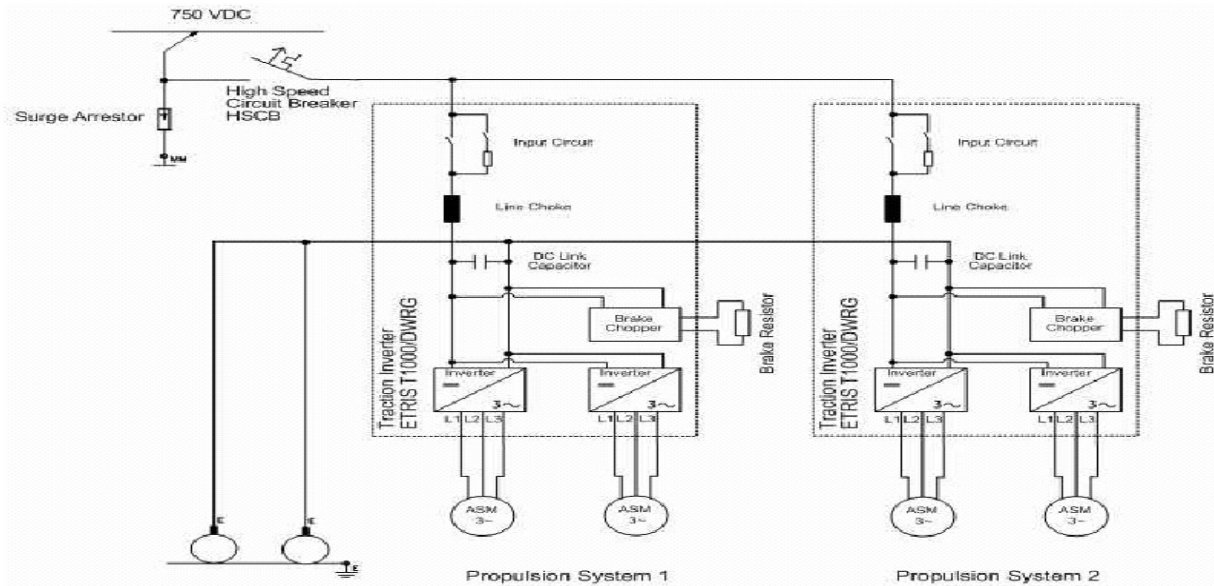 750 VDC
High Speed
Circuit Breaker
HSCB
Surge Arrestor
Input Circuit
Line Choke
DC Link
Capacitor
Brake
Chopper
Brake Resistor
Traction Inverter
ETRIS T1000/DWRG
Inverter
3~
Inverter
3~
L1 L2 L3
L1 L2 L3
ASM
3~
ASM
3~
Propulsion System 1
Input Circuit
Line Choke
DC Link
Capacitor
Brake
Chopper
Brake Resistor
Traction Inverter
ETRIS T1000/DWRG
Inverter
3~
Inverter
3~
L1 L2 L3
L1 L2 L3
ASM
3~
ASM
3~
Propulsion System 2